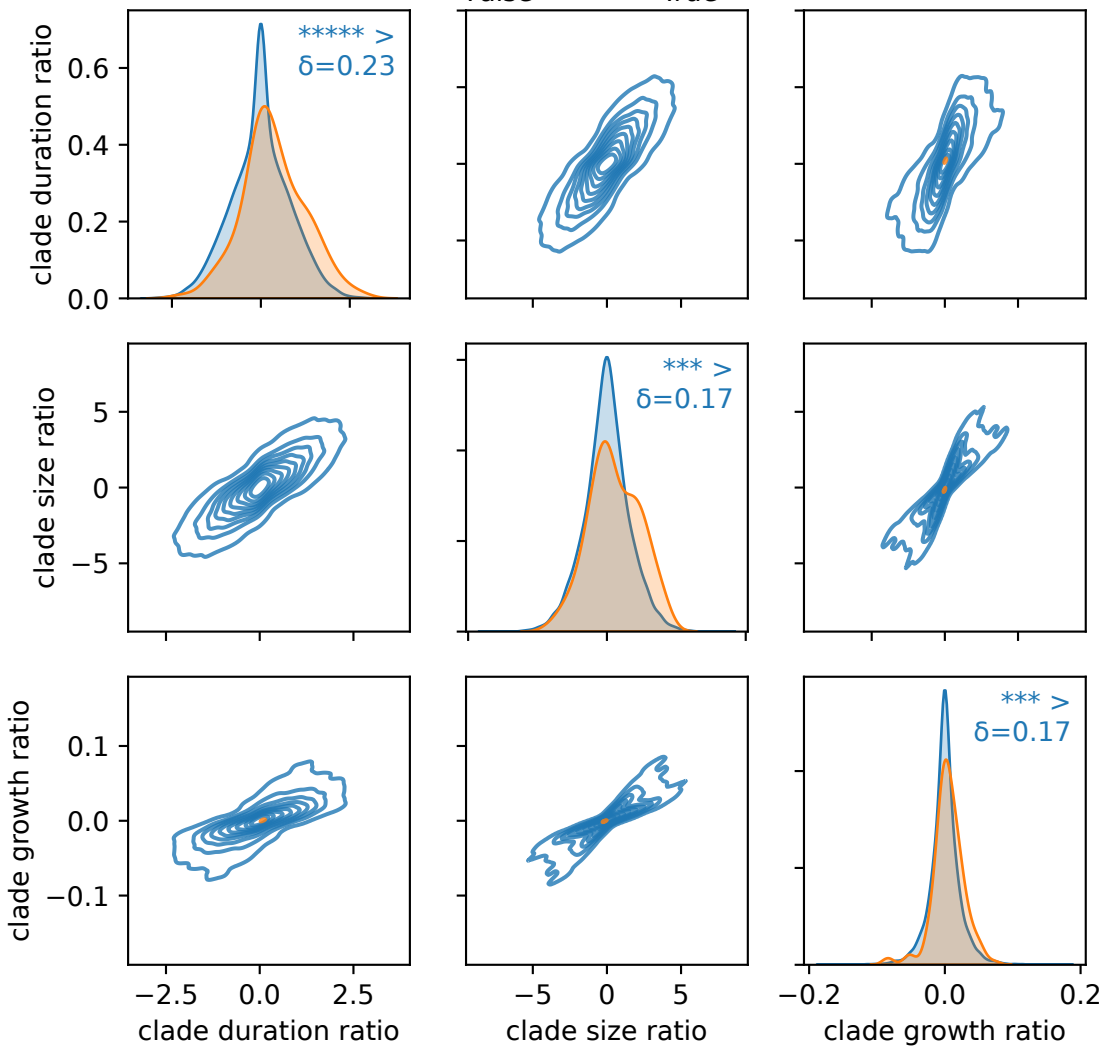 clade duration ratio
0.6
0.4
0.2
0.0
***** >
δ=0.23
clade size ratio
5
0
−5
*** >
δ=0.17
clade growth ratio
0.1
0.0
−0.1
*** >
δ=0.17
−2.5 0.0 2.5
−5 0 5
−0.2 0.0 0.2
clade duration ratio
clade size ratio
clade growth ratio